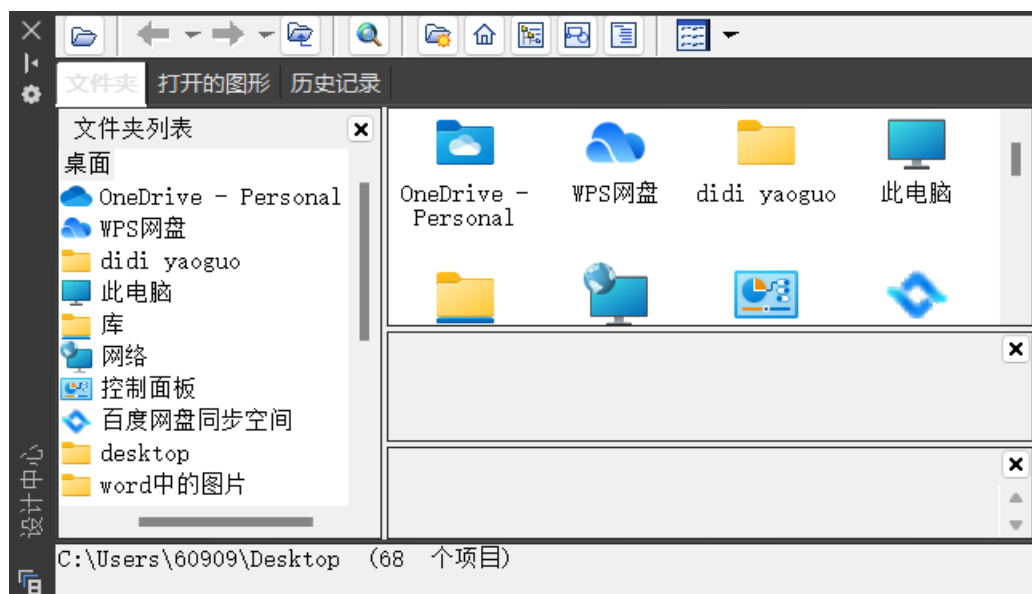 文件夹 打开的图形 历史记录
文件夹列表
桌面
OneDrive - Personal
WPS网盘
didi yaoguo
此电脑
库
网络
控制面板
百度网盘同步空间
desktop
word中的图片
OneDrive -
Personal
WPS网盘
didi yaoguo
此电脑
设计中心
C:\Users\60909\Desktop (68 个项目)